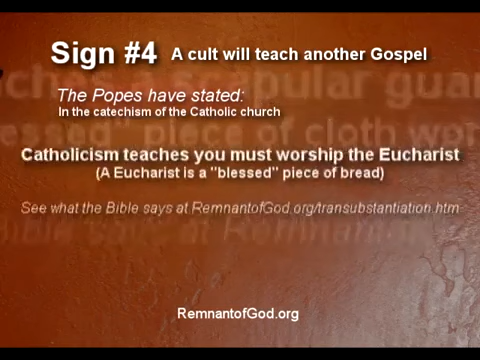 Sign #4 A cult will teach another Gospel
The Popes have stated:
In the catechism of the Catholic church
Catholicism teaches you must worship the Eucharist
(A Eucharist is a "blessed" piece of bread)
See what the Bible says at RemnantofGod.org/transubstantiation.htm
RemnantofGod.org